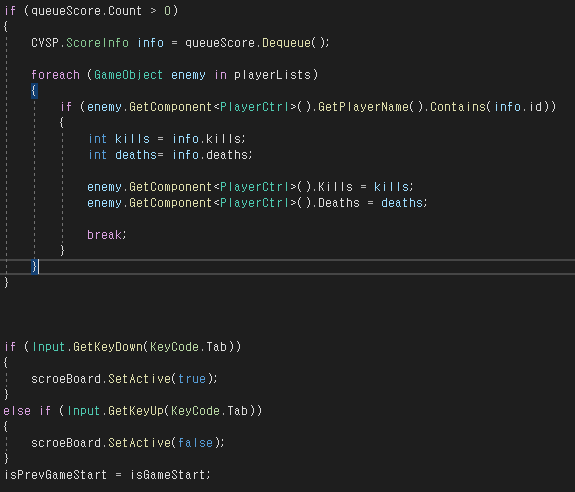 if (queueScore.Count > 0)
{
CVSP.ScoreInfo info = queueScore.Dequeue();
foreach (GameObject enemy in playerLists)
{
if (enemy.GetComponent<PlayerCtrl>().GetPlayerName().Contains(info.id))
{
int kills = info.kills;
int deaths= info.deaths;
enemy.GetComponent<PlayerCtrl>().Kills = kills;
enemy.GetComponent<PlayerCtrl>().Deaths = deaths;
break;
}
}
}
if (Input.GetKeyDown(KeyCode.Tab))
{
scroeBoard.SetActive(true);
}
else if (Input.GetKeyUp(KeyCode.Tab))
{
scroeBoard.SetActive(false);
}
isPrevGameStart = isGameStart;